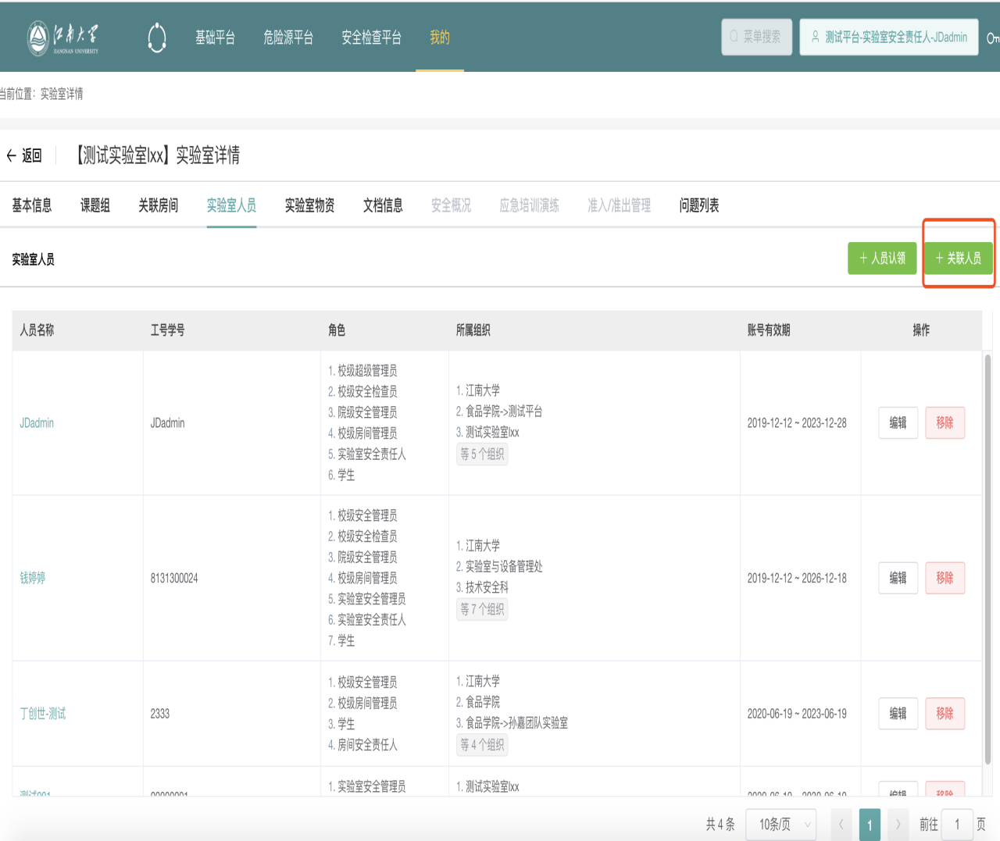 江南大学
JIANGNAN UNIVERSITY
基础平台 危险源平台 安全检查平台 我的
菜单搜索
测试平台-实验室安全责任人-JDadmin
当前位置：实验室详情
返回 【测试实验室lxx】实验室详情
基本信息 课题组 关联房间 实验室人员 实验室物资 文档信息 安全概况 应急培训演练 准入/准出管理 问题列表
实验室人员
+ 人员认领
+ 关联人员
人员名称 工号学号 角色 所属组织 账号有效期 操作
JDadmin
JDadmin
1. 校级超级管理员
2. 校级安全检查员
3. 院级安全管理员
4. 校级房间管理员
5. 实验室安全责任人
6. 学生
1. 江南大学
2. 食品学院->测试平台
3. 测试实验室lxx
等 5 个组织
2019-12-12 ~ 2023-12-28
编辑 移除
钱婷婷
8131300024
1. 校级安全管理员
2. 校级安全检查员
3. 院级安全管理员
4. 校级房间管理员
5. 实验室安全管理员
6. 实验室安全责任人
7. 学生
1. 江南大学
2. 实验室与设备管理处
3. 技术安全科
等 7 个组织
2019-12-12 ~ 2026-12-18
编辑 移除
丁创世-测试
2333
1. 校级安全管理员
2. 校级房间管理员
3. 学生
4. 房间安全责任人
1. 江南大学
2. 食品学院
3. 食品学院->孙嘉团队实验室
等 4 个组织
2020-06-19 ~ 2023-06-19
编辑 移除
测试001
1. 实验室安全管理员
1. 测试实验室lxx
编辑 移除
共 4 条 10条/页 1 前往 1 页